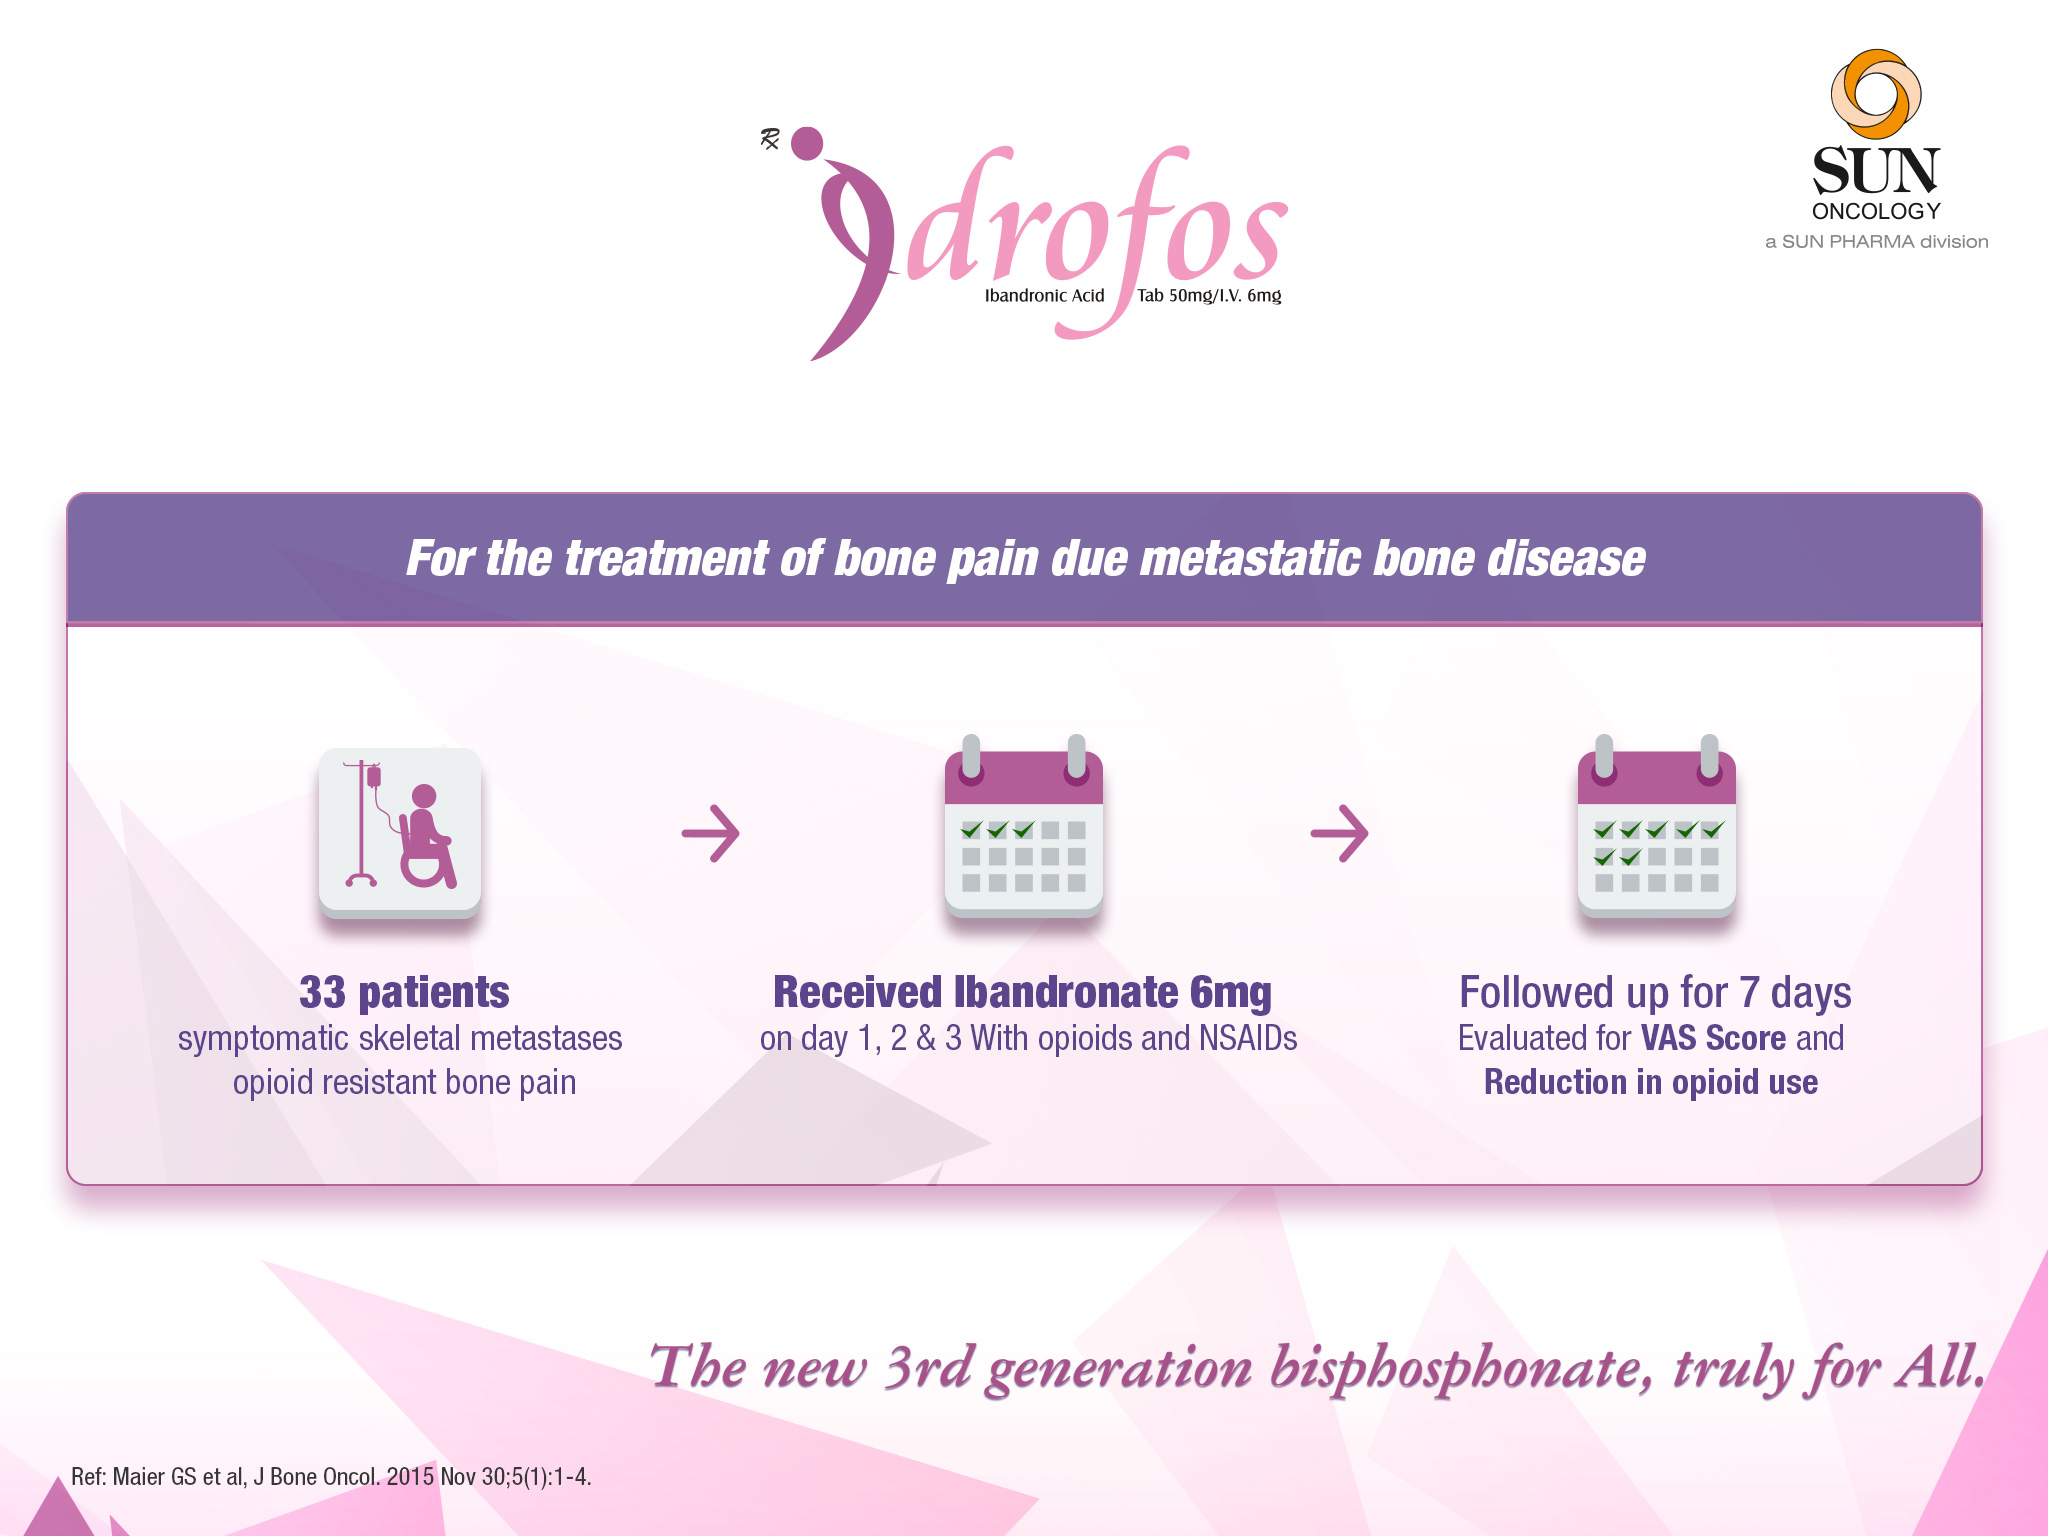 Rx
idrofos
Ibandronic Acid Tab 50mg/I.V. 6mg
SUN
ONCOLOGY
a SUN PHARMA division
For the treatment of bone pain due metastatic bone disease
33 patients
symptomatic skeletal metastases
opioid resistant bone pain
Received Ibandronate 6mg
on day 1, 2 & 3 With opioids and NSAIDs
Followed up for 7 days
Evaluated for VAS Score and
Reduction in opioid use
The new 3rd generation bisphosphonate, truly for All.
Ref: Maier GS et al, J Bone Oncol. 2015 Nov 30;5(1):1-4.